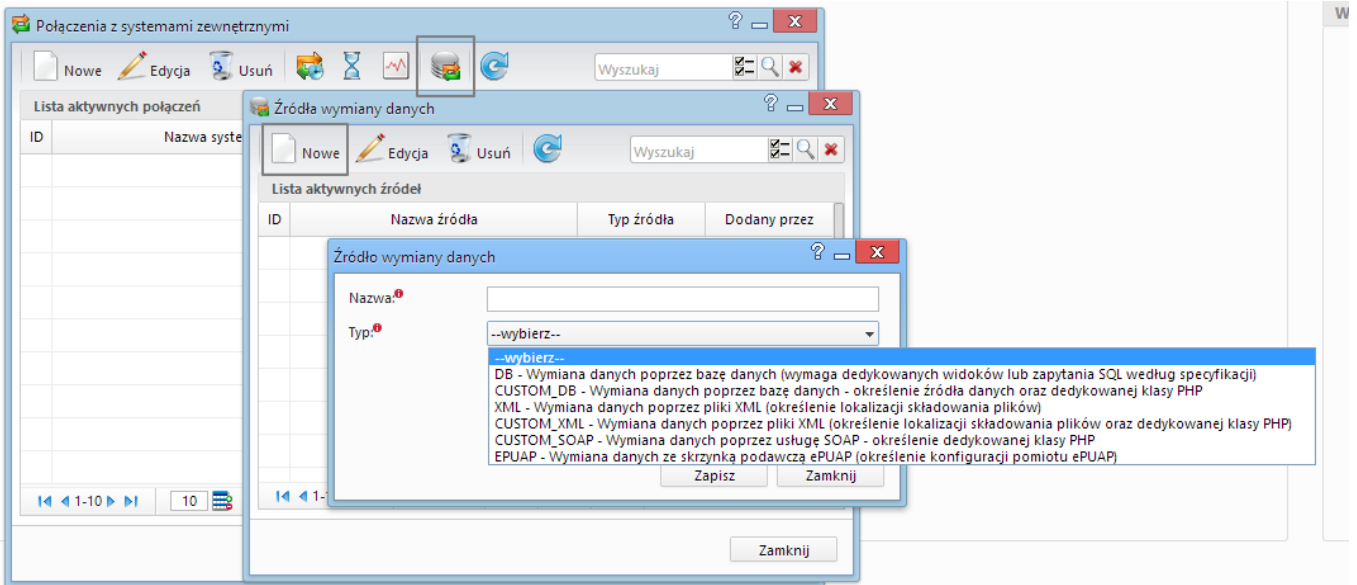 Połączenia z systemami zewnętrznymi
Nowe Edycja Usuń Wyszukaj
Lista aktywnych połączeń
ID Nazwa syste
Źródła wymiany danych
Nowe Edycja Usuń Wyszukaj
Lista aktywnych źródeł
ID Nazwa źródła Typ źródła Dodany przez
Źródło wymiany danych
Nazwa:
Typ: --wybierz--
--wybierz--
DB - Wymiana danych poprzez bazę danych (wymaga dedykowanych widoków lub zapytania SQL według specyfikacji)
CUSTOM_DB - Wymiana danych poprzez bazę danych - określenie źródła danych oraz dedykowanej klasy PHP
XML - Wymiana danych poprzez pliki XML (określenie lokalizacji składowania plików)
CUSTOM_XML - Wymiana danych poprzez pliki XML (określenie lokalizacji składowania plików oraz dedykowanej klasy PHP)
CUSTOM_SOAP - Wymiana danych poprzez usługę SOAP - określenie dedykowanej klasy PHP
EPUAP - Wymiana danych ze skrzynką podawczą ePUAP (określenie konfiguracji pomiotu ePUAP)
Zapisz Zamknij
1-10 10
1-
Zamknij
W